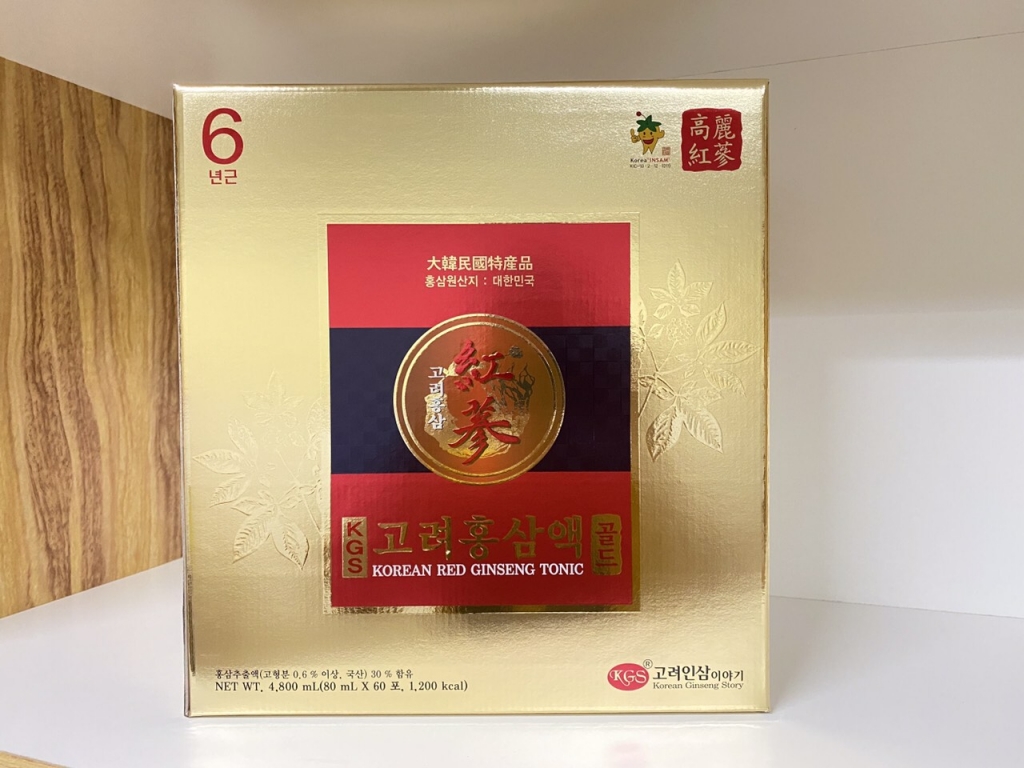 6
년근
Korea "INSAM"
高麗
紅蔘
大韓民國特産品
홍삼원산지 : 대한민국
紅蔘
고려홍삼
KGS
고려홍삼액
골드
KOREAN RED GINSENG TONIC
홍삼추출액(고형분 0.6 % 이상, 국산) 30 % 함유
NET WT. 4,800 mL(80 mL X 60 포, 1,200 kcal)
KGS® 고려인삼이야기
Korean Ginseng Story